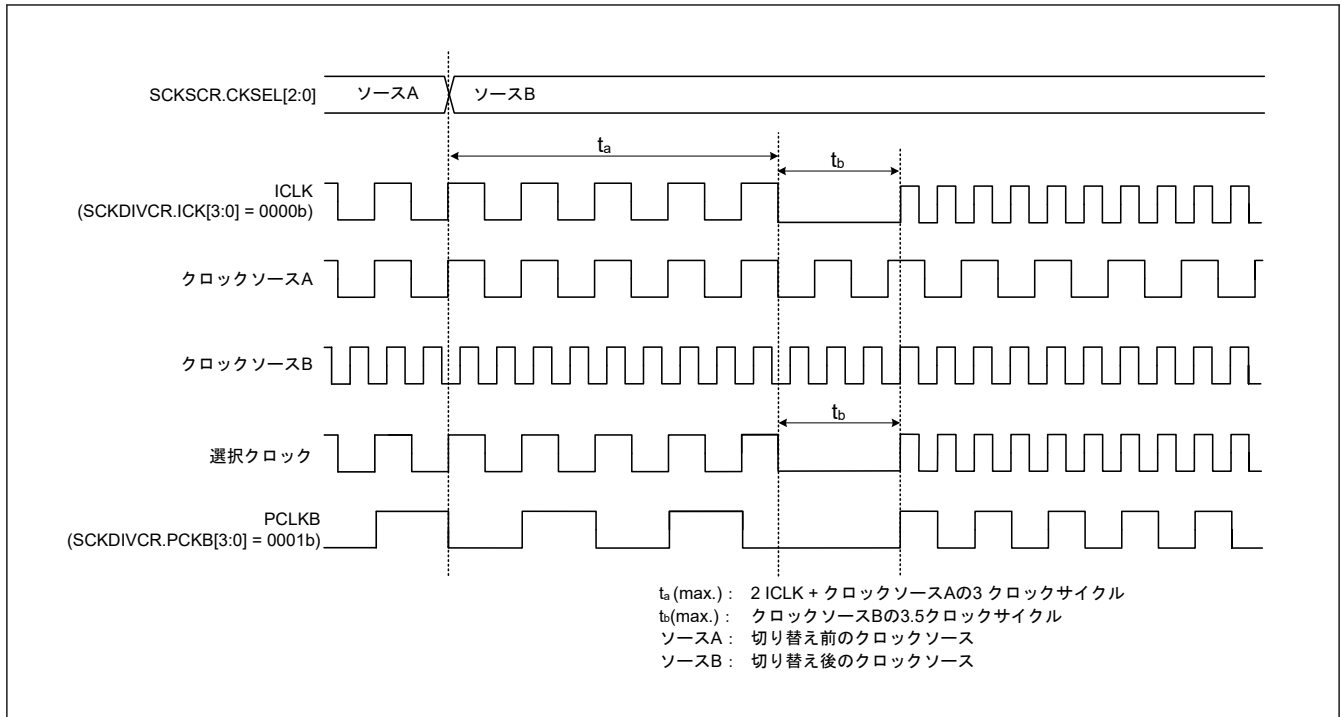 SCKSCR.CKSEL[2:0] ソースA ソースB
ta
tb
ICLK
(SCKDIVCR.ICK[3:0] = 0000b)
クロックソースA
クロックソースB
tb
選択クロック
PCLKB
(SCKDIVCR.PCKB[3:0] = 0001b)
ta (max.) : 2 ICLK + クロックソースAの3 クロックサイクル
tb(max.) : クロックソースBの3.5クロックサイクル
ソースA : 切り替え前のクロックソース
ソースB : 切り替え後のクロックソース